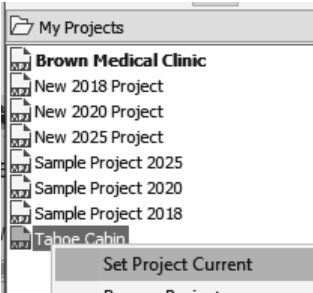 My Projects
Brown Medical Clinic
New 2018 Project
New 2020 Project
New 2025 Project
Sample Project 2025
Sample Project 2020
Sample Project 2018
Tahoe Cabin
Set Project Current